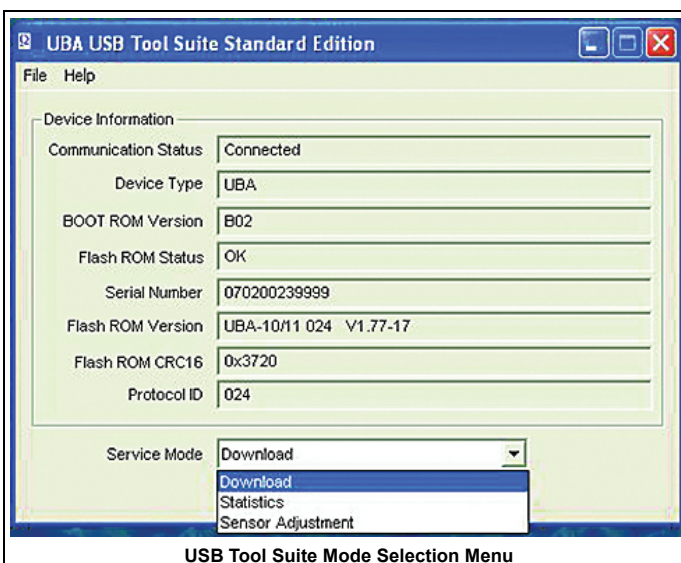 UBA USB Tool Suite Standard Edition
File Help
Device Information
Communication Status Connected
Device Type UBA
BOOT ROM Version B02
Flash ROM Status OK
Serial Number 070200239999
Flash ROM Version UBA-10/11 024 V1.77-17
Flash ROM CRC16 0x3720
Protocol ID 024
Service Mode Download
Download
Statistics
Sensor Adjustment
USB Tool Suite Mode Selection Menu